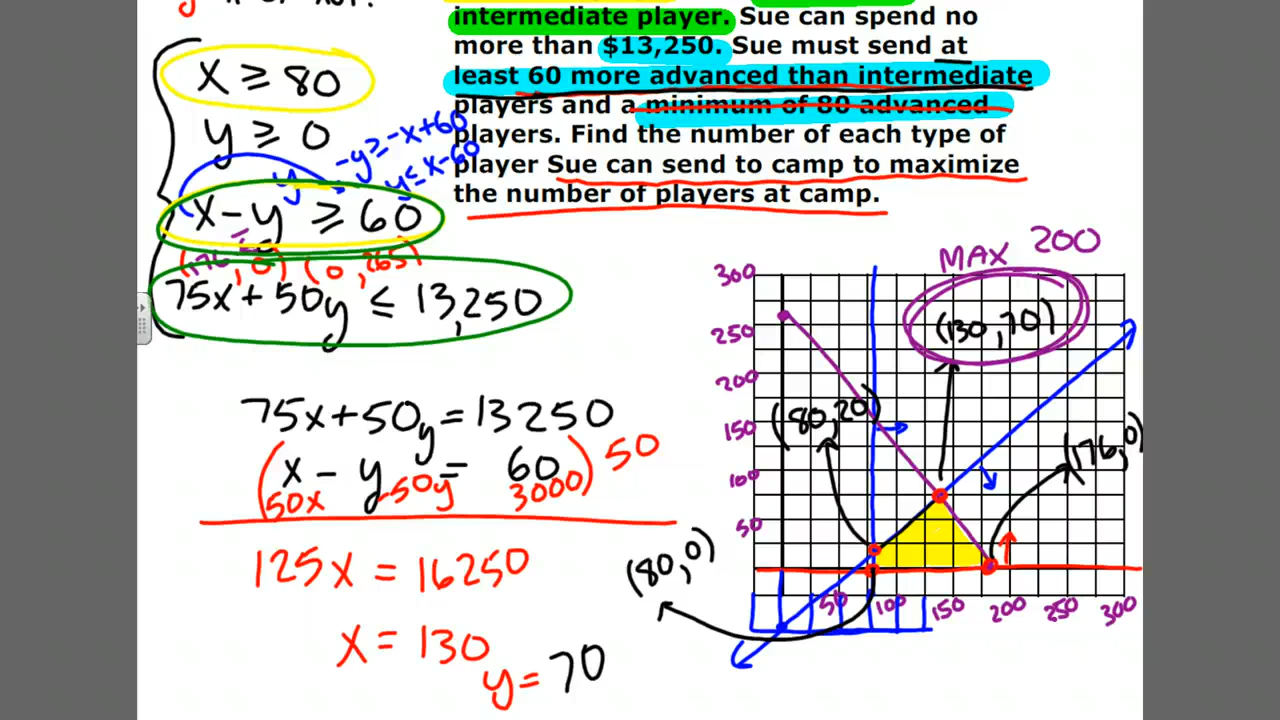 intermediate player. Sue can spend no
more than $13,250. Sue must send at
least 60 more advanced than intermediate
players and a minimum of 80 advanced
players. Find the number of each type of
player Sue can send to camp to maximize
the number of players at camp.
x ≥ 80
y ≥ 0
-y ≥ -x+60
y ≤ x-60
x - y ≥ 60
(176, 0) (0, 265)
75x + 50y ≤ 13,250
75x + 50y = 13250
(x - y = 60) 50
50x -50y 3000
125x = 16250
x = 130
y = 70
MAX 200
(130, 70)
(80, 20)
(176, 0)
(80, 0)
300
250
200
150
100
50
50 100 150 200 250 300